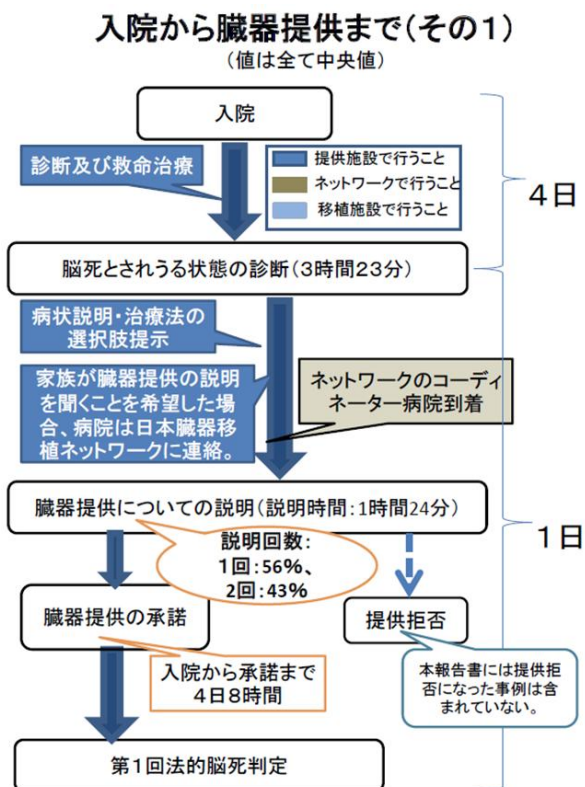 入院から臓器提供まで(その１)
(値は全て中央値)
入院
診断及び救命治療
提供施設で行うこと
ネットワークで行うこと
移植施設で行うこと
４日
脳死とされうる状態の診断(３時間２３分)
病状説明・治療法の
選択肢提示
家族が臓器提供の説明
を聞くことを希望した場
合、病院は日本臓器移
植ネットワークに連絡。
ネットワークのコーディ
ネーター病院到着
臓器提供についての説明(説明時間：１時間24分)
１日
説明回数：
1回：56%、
2回：43%
臓器提供の承諾
提供拒否
入院から承諾まで
４日８時間
本報告書には提供拒
否になった事例は含
まれていない。
第１回法的脳死判定